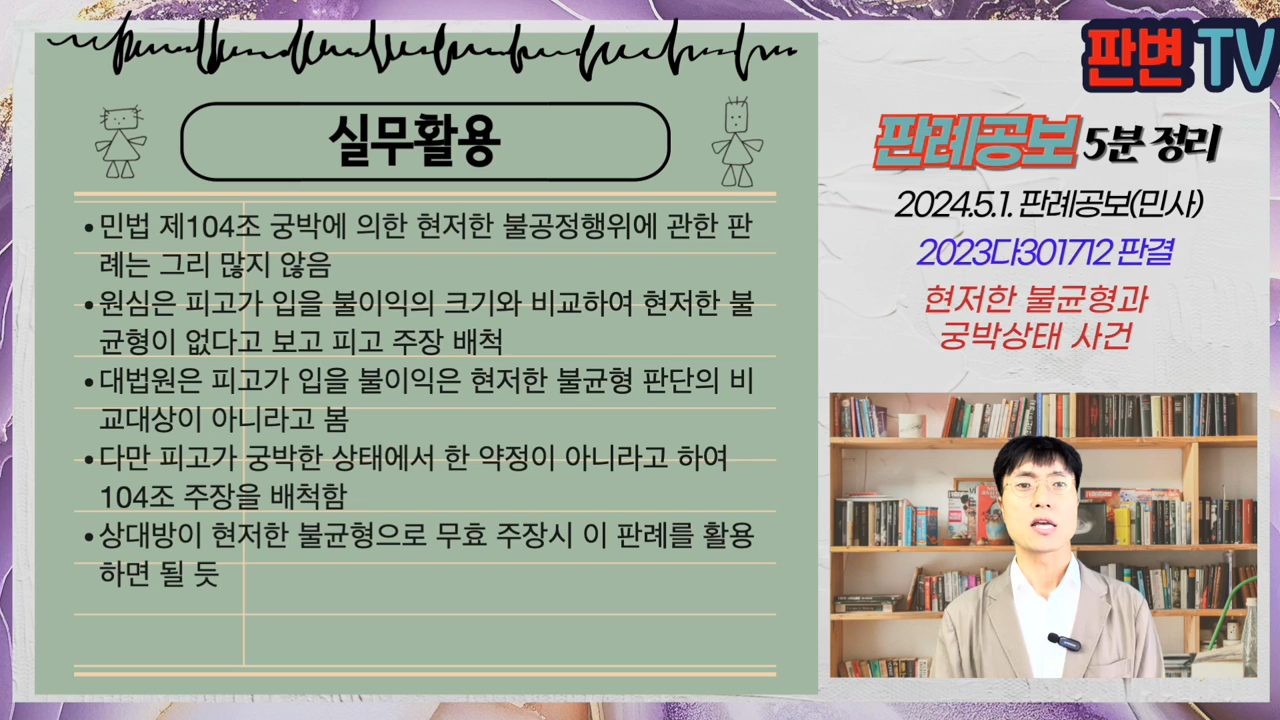 판변 TV
실무활용
•민법 제104조 궁박에 의한 현저한 불공정행위에 관한 판
례는 그리 많지 않음
•원심은 피고가 입을 불이익의 크기와 비교하여 현저한 불
균형이 없다고 보고 피고 주장 배척
•대법원은 피고가 입을 불이익은 현저한 불균형 판단의 비
교대상이 아니라고 봄
•다만 피고가 궁박한 상태에서 한 약정이 아니라고 하여
104조 주장을 배척함
•상대방이 현저한 불균형으로 무효 주장시 이 판례를 활용
하면 될 듯
판례공보 5분 정리
2024.5.1. 판례공보(민사)
2023다301712 판결
현저한 불균형과
궁박상태 사건